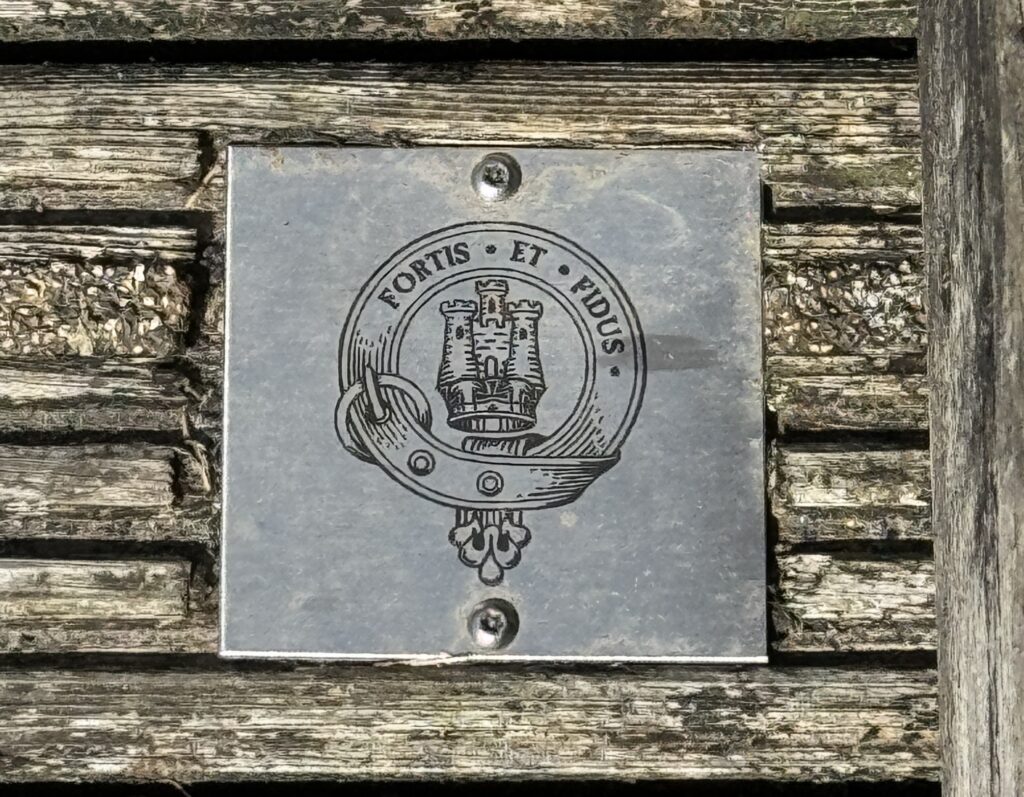 FORTIS • ET • FIDUS •